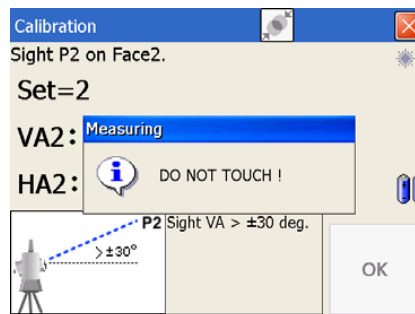 Calibration
Sight P2 on Face2.
Set=2
VA2:
Measuring
DO NOT TOUCH !
HA2:
P2
Sight VA > ±30 deg.
>±30°
OK